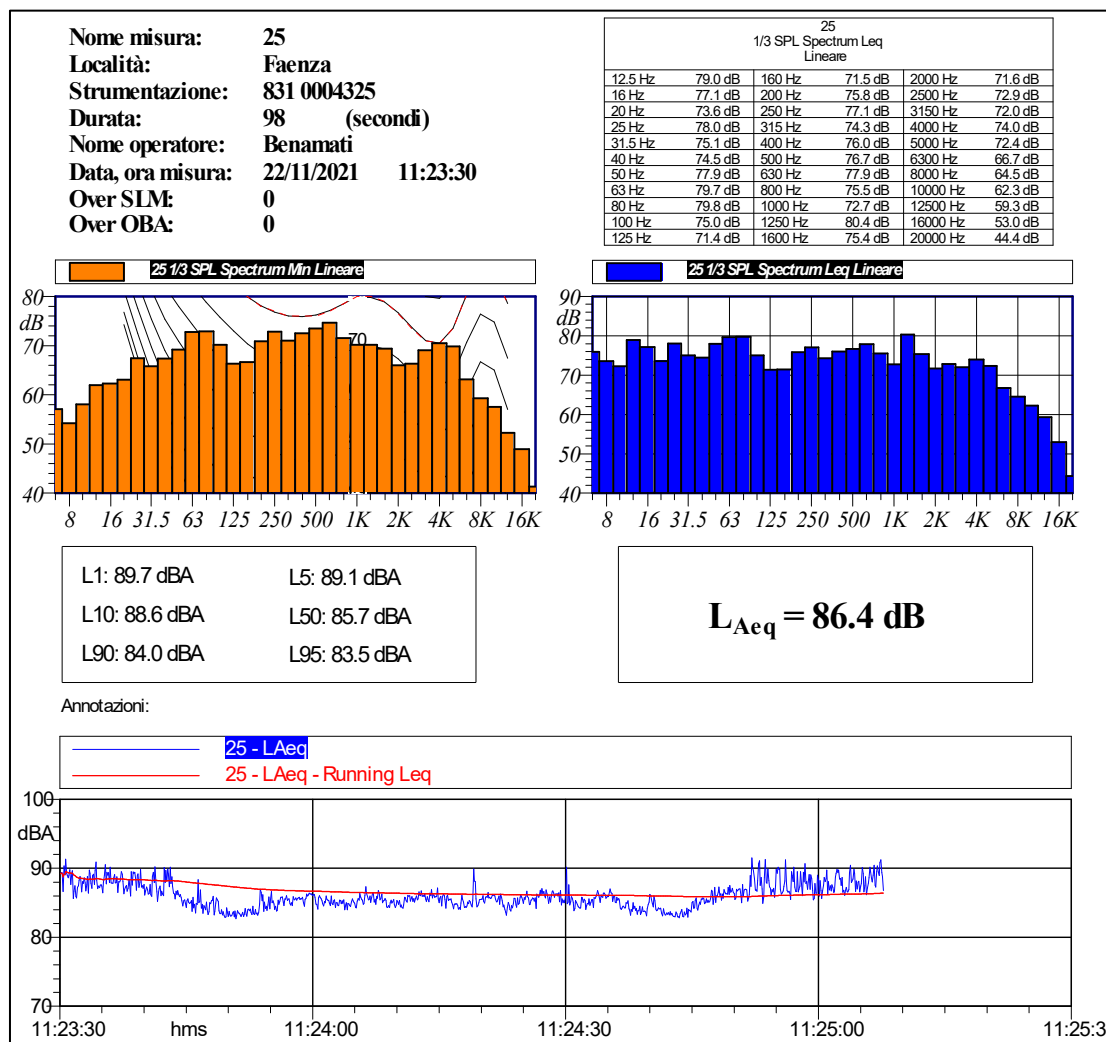 Nome misura: 25
Località: Faenza
Strumentazione: 831 0004325
Durata: 98 (secondi)
Nome operatore: Benamati
Data, ora misura: 22/11/2021 11:23:30
Over SLM: 0
Over OBA: 0
25
1/3 SPL Spectrum Leq
Lineare
12.5 Hz 79.0 dB 160 Hz 71.5 dB 2000 Hz 71.6 dB
16 Hz 77.1 dB 200 Hz 75.8 dB 2500 Hz 72.9 dB
20 Hz 73.6 dB 250 Hz 77.1 dB 3150 Hz 72.0 dB
25 Hz 78.0 dB 315 Hz 74.3 dB 4000 Hz 74.0 dB
31.5 Hz 75.1 dB 400 Hz 76.0 dB 5000 Hz 72.4 dB
40 Hz 74.5 dB 500 Hz 76.7 dB 6300 Hz 66.7 dB
50 Hz 77.9 dB 630 Hz 77.9 dB 8000 Hz 64.5 dB
63 Hz 79.7 dB 800 Hz 75.5 dB 10000 Hz 62.3 dB
80 Hz 79.8 dB 1000 Hz 72.7 dB 12500 Hz 59.3 dB
100 Hz 75.0 dB 1250 Hz 80.4 dB 16000 Hz 53.0 dB
125 Hz 71.4 dB 1600 Hz 75.4 dB 20000 Hz 44.4 dB
25 1/3 SPL Spectrum Min Lineare
80
dB
70
70
60
50
40
8 16 31.5 63 125 250 500 1K 2K 4K 8K 16K
25 1/3 SPL Spectrum Leq Lineare
90
dB
80
70
60
50
40
8 16 31.5 63 125 250 500 1K 2K 4K 8K 16K
L1: 89.7 dBA L5: 89.1 dBA
L10: 88.6 dBA L50: 85.7 dBA
L90: 84.0 dBA L95: 83.5 dBA
LAeq = 86.4 dB
Annotazioni:
25 - LAeq
25 - LAeq - Running Leq
100
dBA
90
80
70
11:23:30 hms 11:24:00 11:24:30 11:25:00 11:25:3